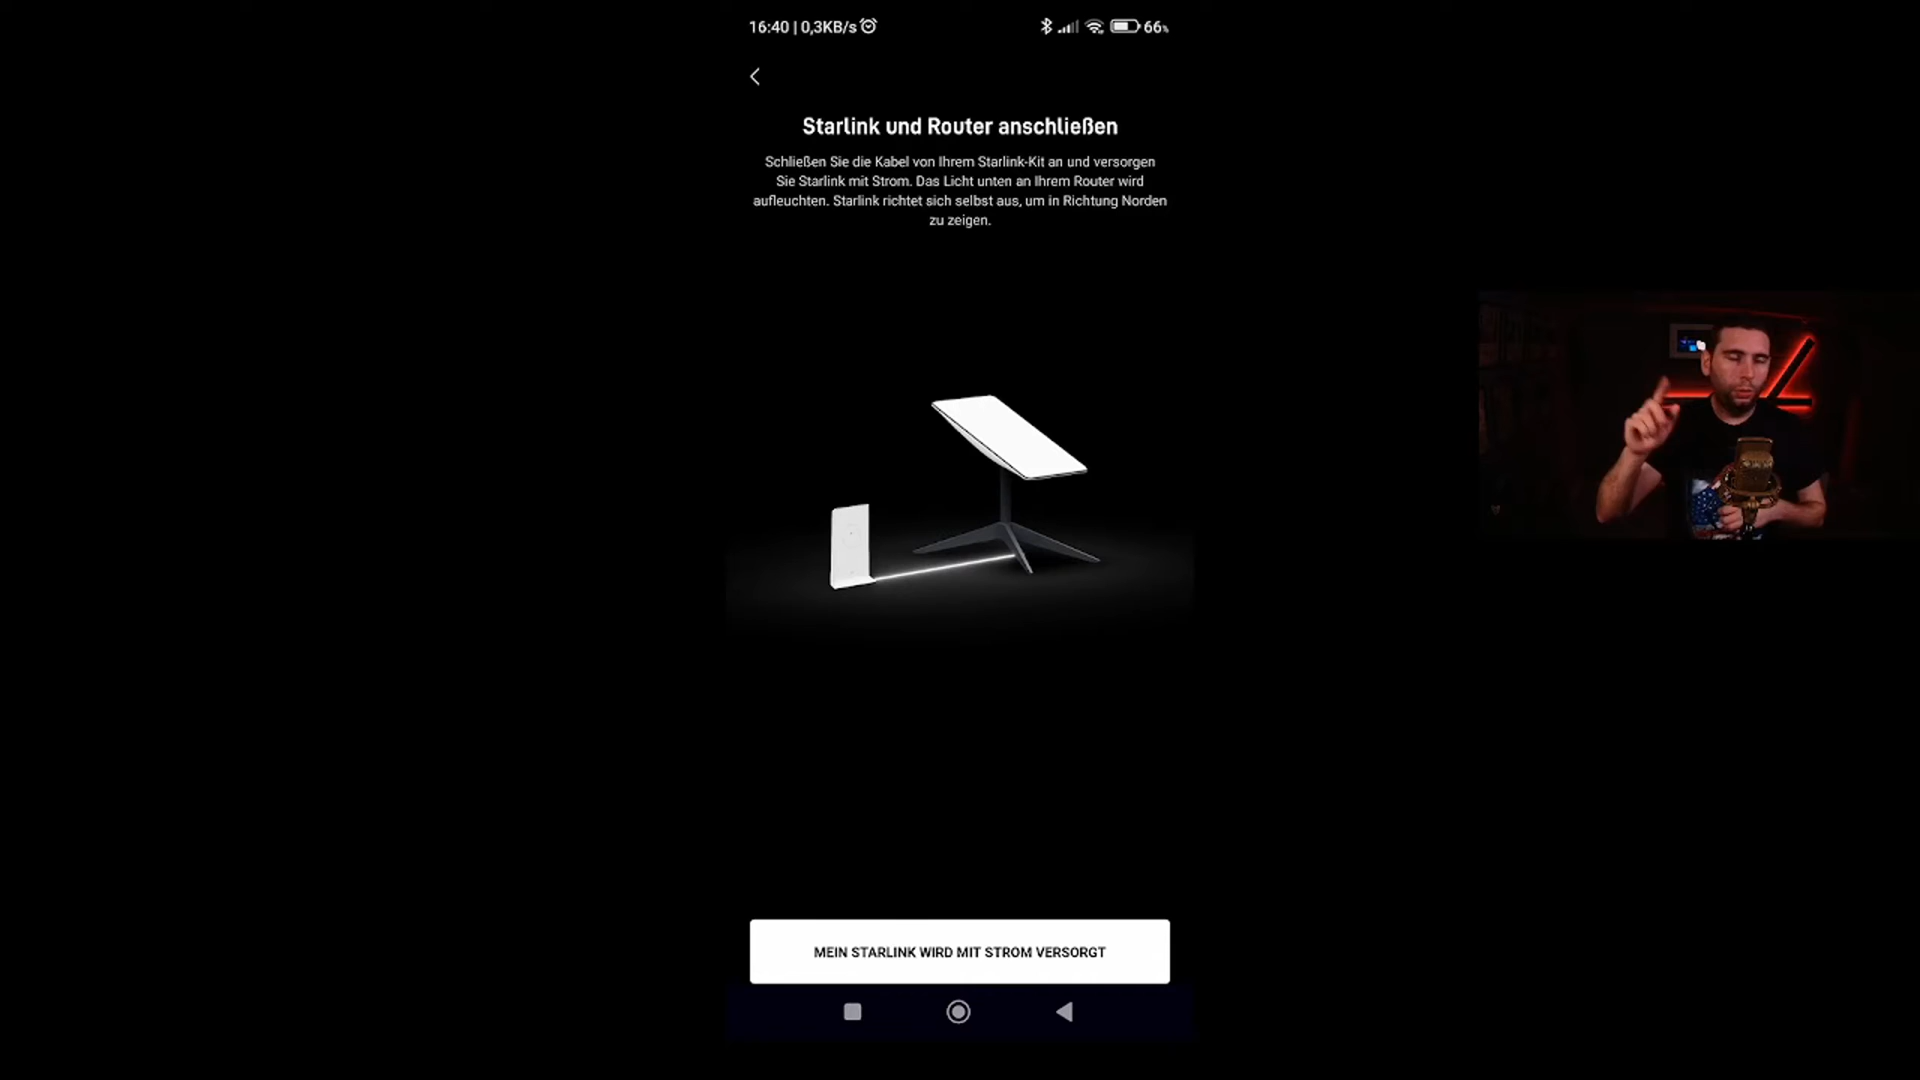 16:40 | 0,3KB/s
66%
Starlink und Router anschließen
Schließen Sie die Kabel von Ihrem Starlink-Kit an und versorgen
Sie Starlink mit Strom. Das Licht unten an Ihrem Router wird
aufleuchten. Starlink richtet sich selbst aus, um in Richtung Norden
zu zeigen.
MEIN STARLINK WIRD MIT STROM VERSORGT